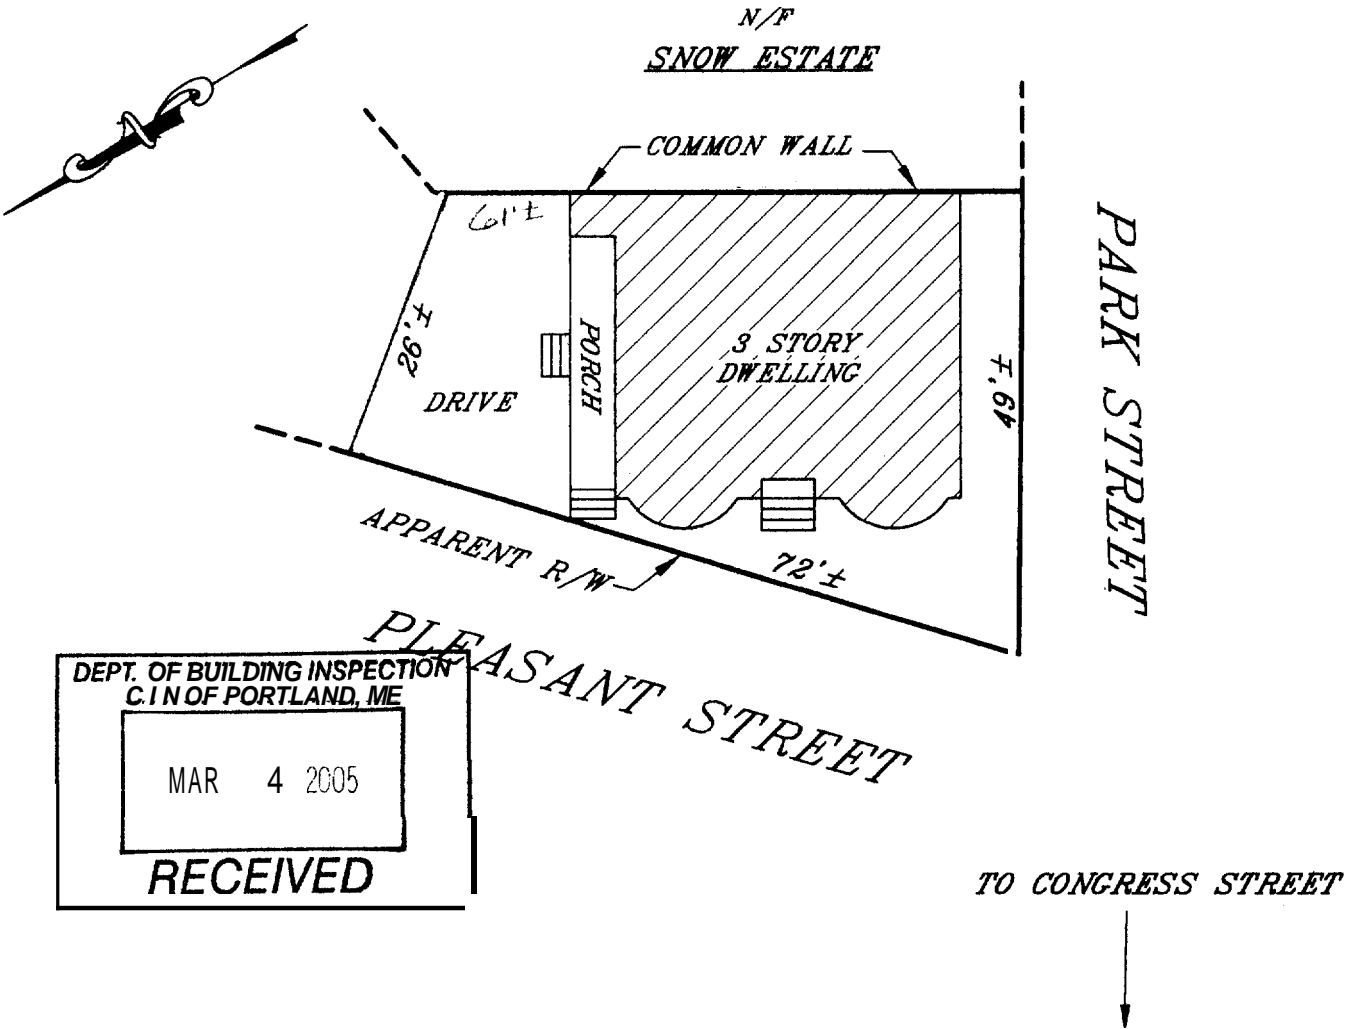 N/F
SNOW ESTATE
COMMON WALL
61'±
26'±
PORCH
3 STORY
DWELLING
DRIVE
49'±
PARK STREET
APPARENT R/W
72'±
PLEASANT STREET
DEPT. OF BUILDING INSPECTION
C.I N OF PORTLAND, ME
MAR 4 2005
RECEIVED
TO CONGRESS STREET